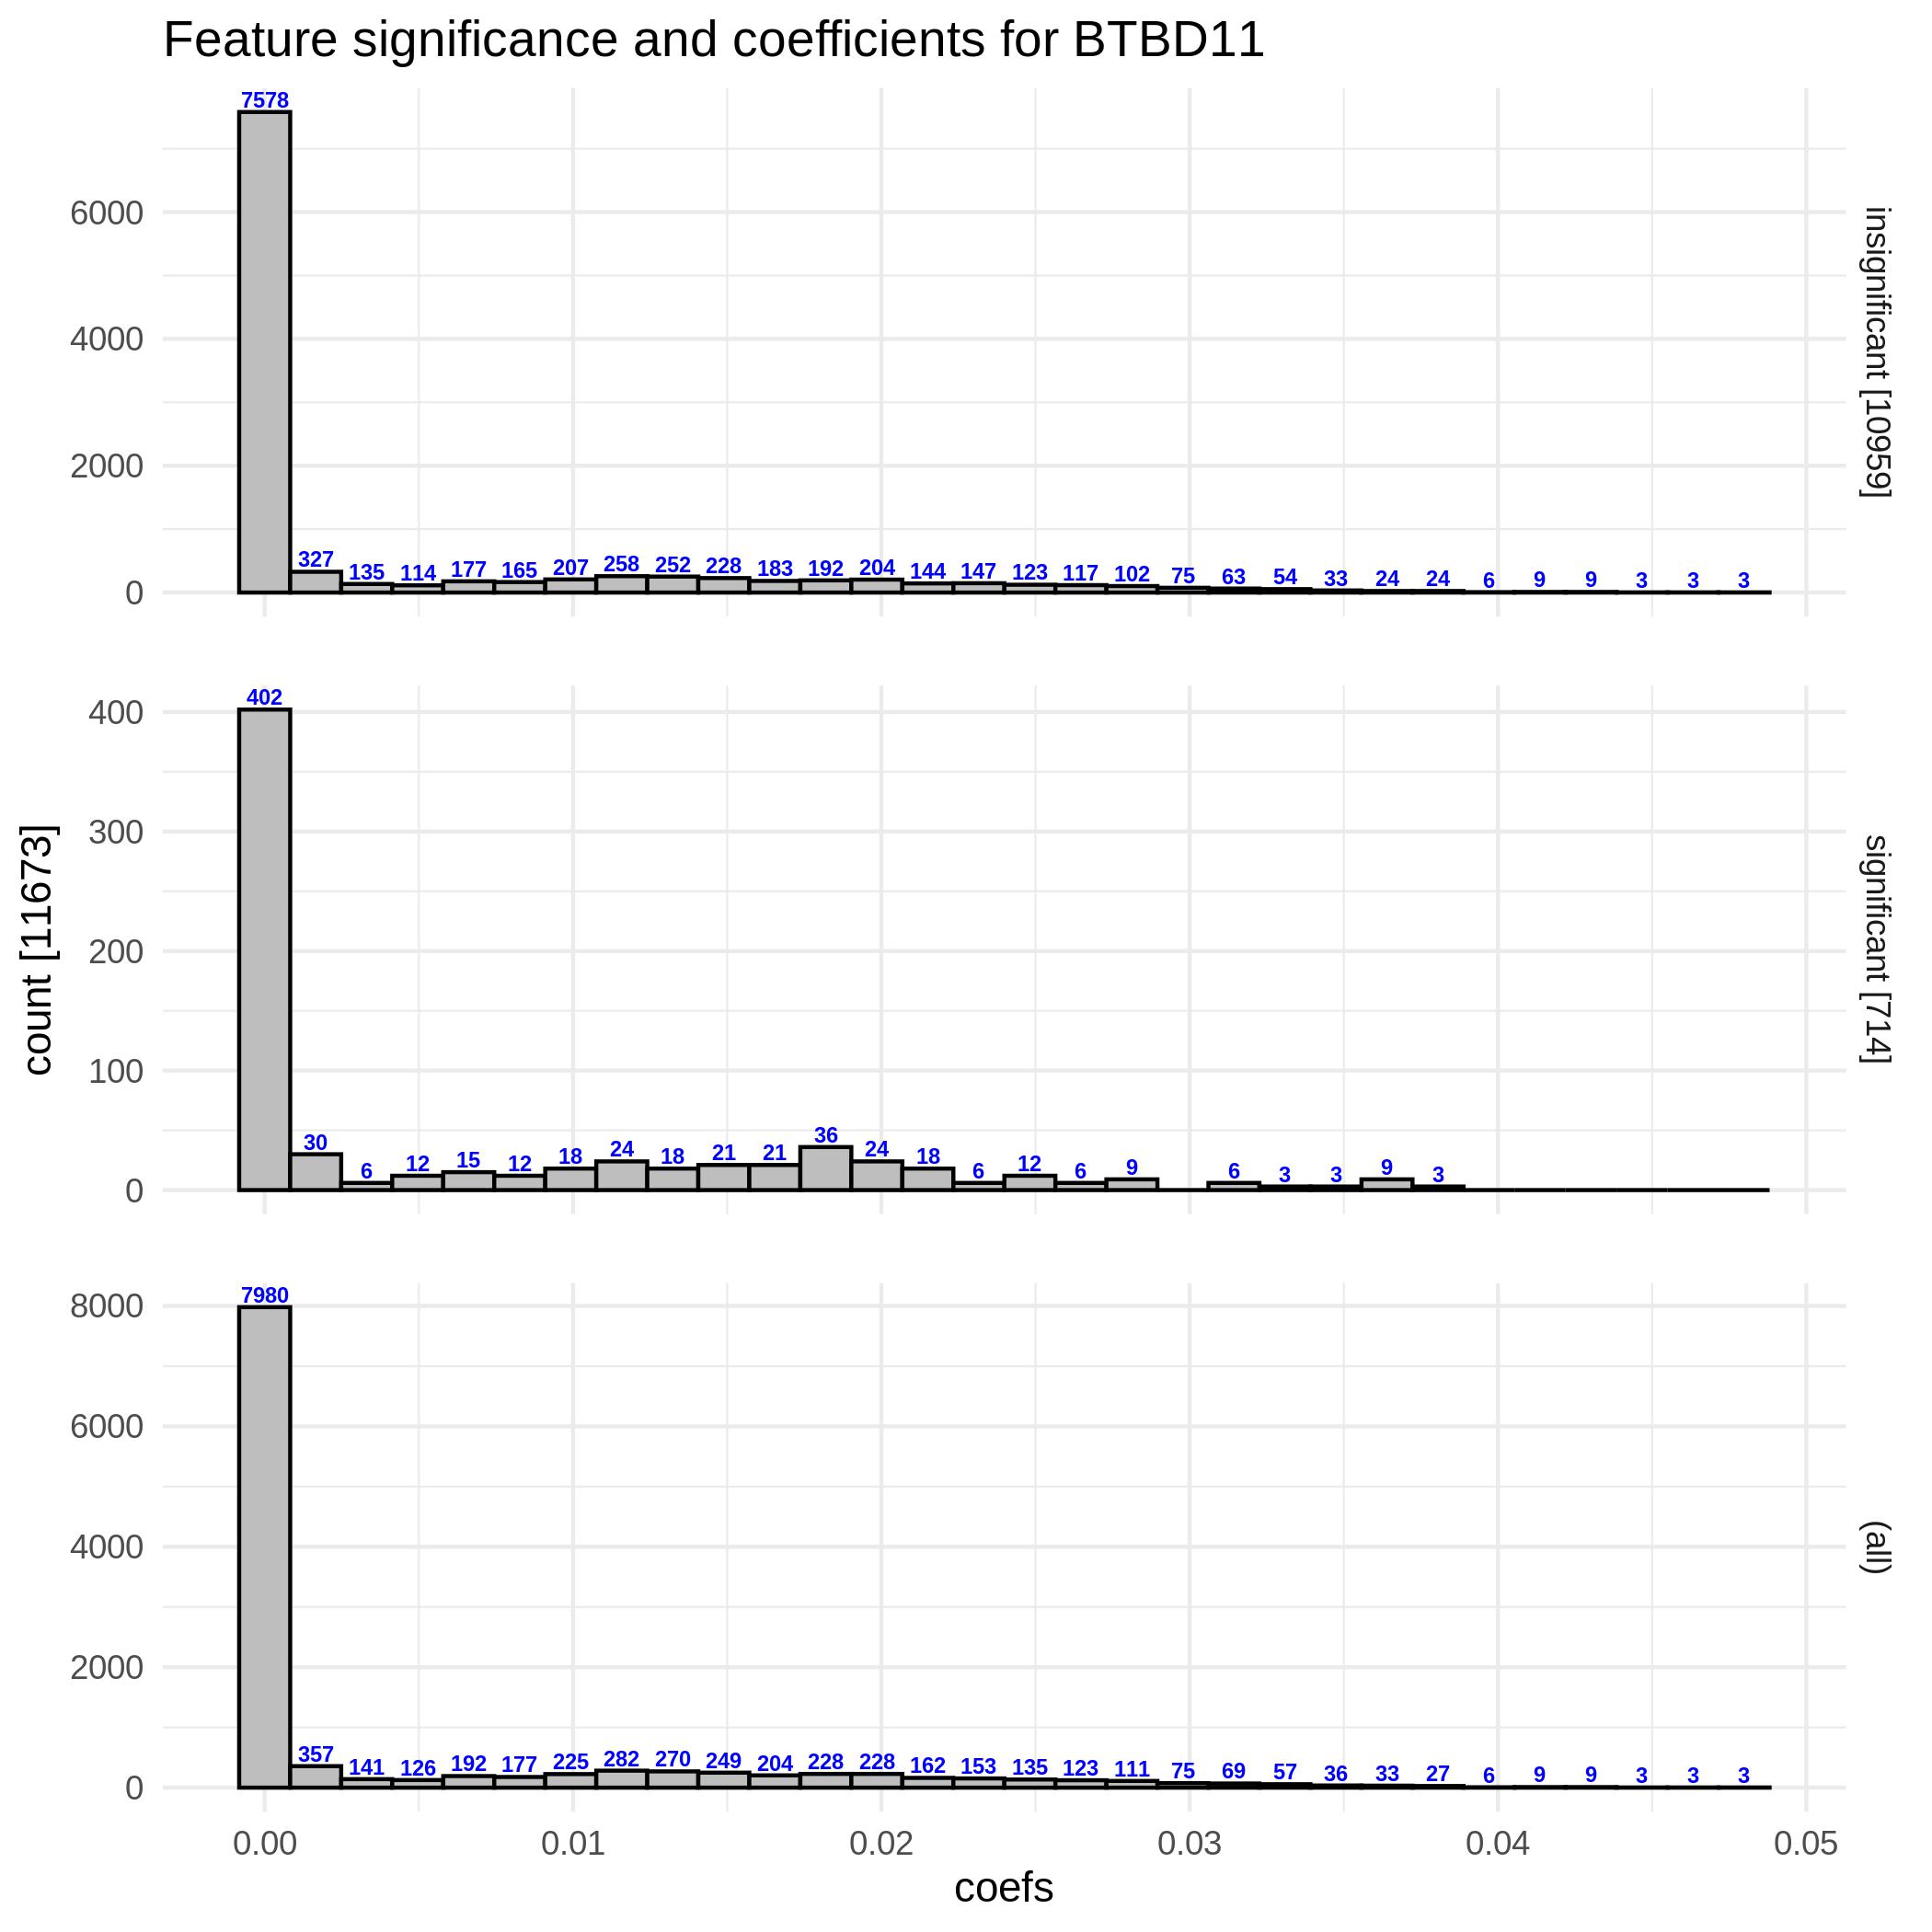 Feature significance and coefficients for BTBD11
7578
327 135 114 177 165 207 258 252 228 183 192 204 144 147 123 117 102 75 63 54 33 24 24 6 9 9 3 3 3
6000
4000
2000
0
insignificant [10959]
402
30 6 12 15 12 18 24 18 21 21 36 24 18 6 12 6 9 6 3 3 9 3
400
300
200
100
0
significant [714]
count [11673]
7980
357 141 126 192 177 225 282 270 249 204 228 228 162 153 135 123 111 75 69 57 36 33 27 6 9 9 3 3 3
8000
6000
4000
2000
0
(all)
0.00 0.01 0.02 0.03 0.04 0.05
coefs